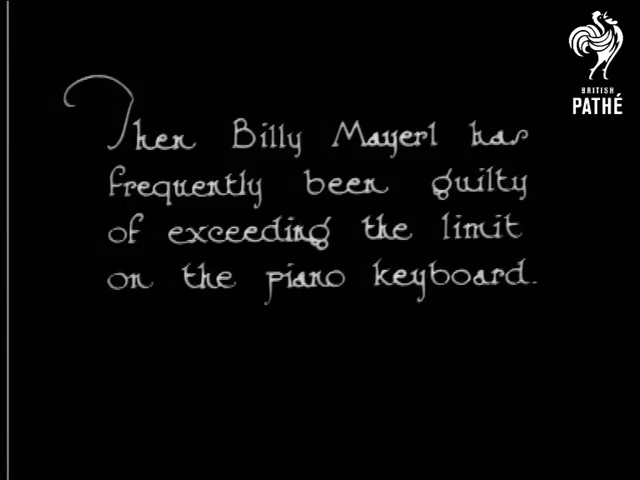 BRITISH
PATHÉ
Then Billy Mayerl has
frequently been guilty
of exceeding the limit
on the piano keyboard.